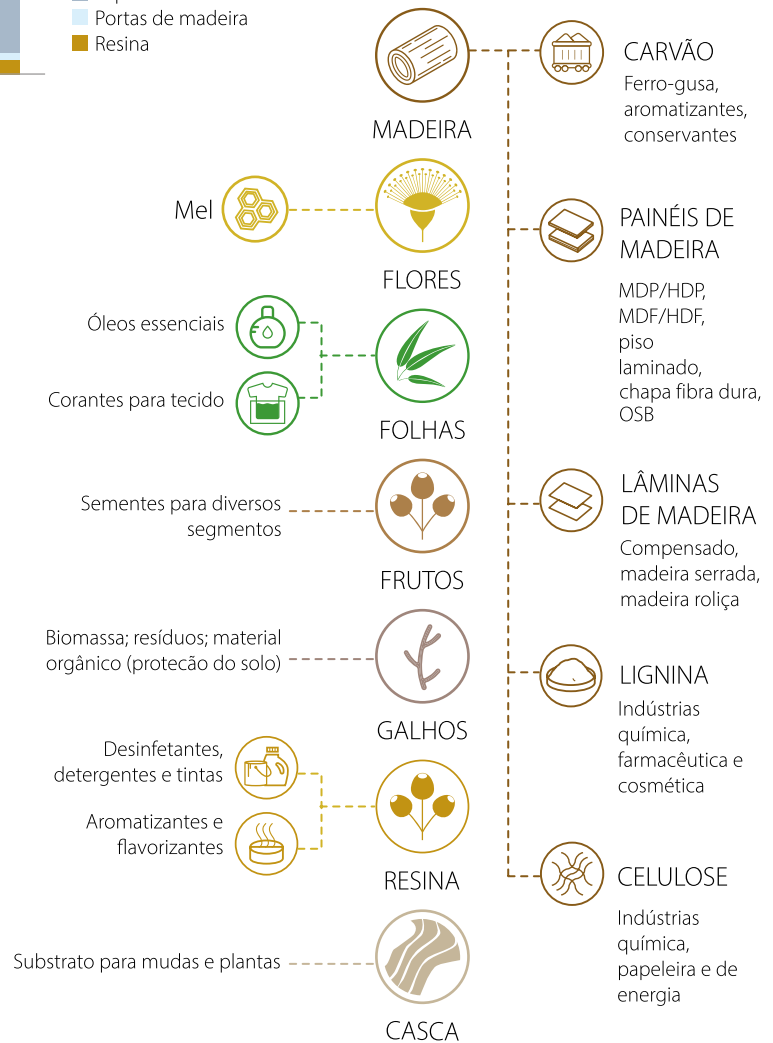 Portas de madeira
Resina
MADEIRA
CARVÃO
Ferro-gusa,
aromatizantes,
conservantes
Mel
FLORES
PAINÉIS DE
MADEIRA
MDP/HDP,
MDF/HDF,
piso
laminado,
chapa fibra dura,
OSB
Óleos essenciais
Corantes para tecido
FOLHAS
Sementes para diversos
segmentos
FRUTOS
LÂMINAS
DE MADEIRA
Compensado,
madeira serrada,
madeira roliça
Biomassa; resíduos; material
orgânico (protecão do solo)
GALHOS
LIGNINA
Indústrias
química,
farmacêutica e
cosmética
Desinfetantes,
detergentes e tintas
Aromatizantes e
flavorizantes
RESINA
CELULOSE
Indústrias
química,
papeleira e de
energia
Substrato para mudas e plantas
CASCA